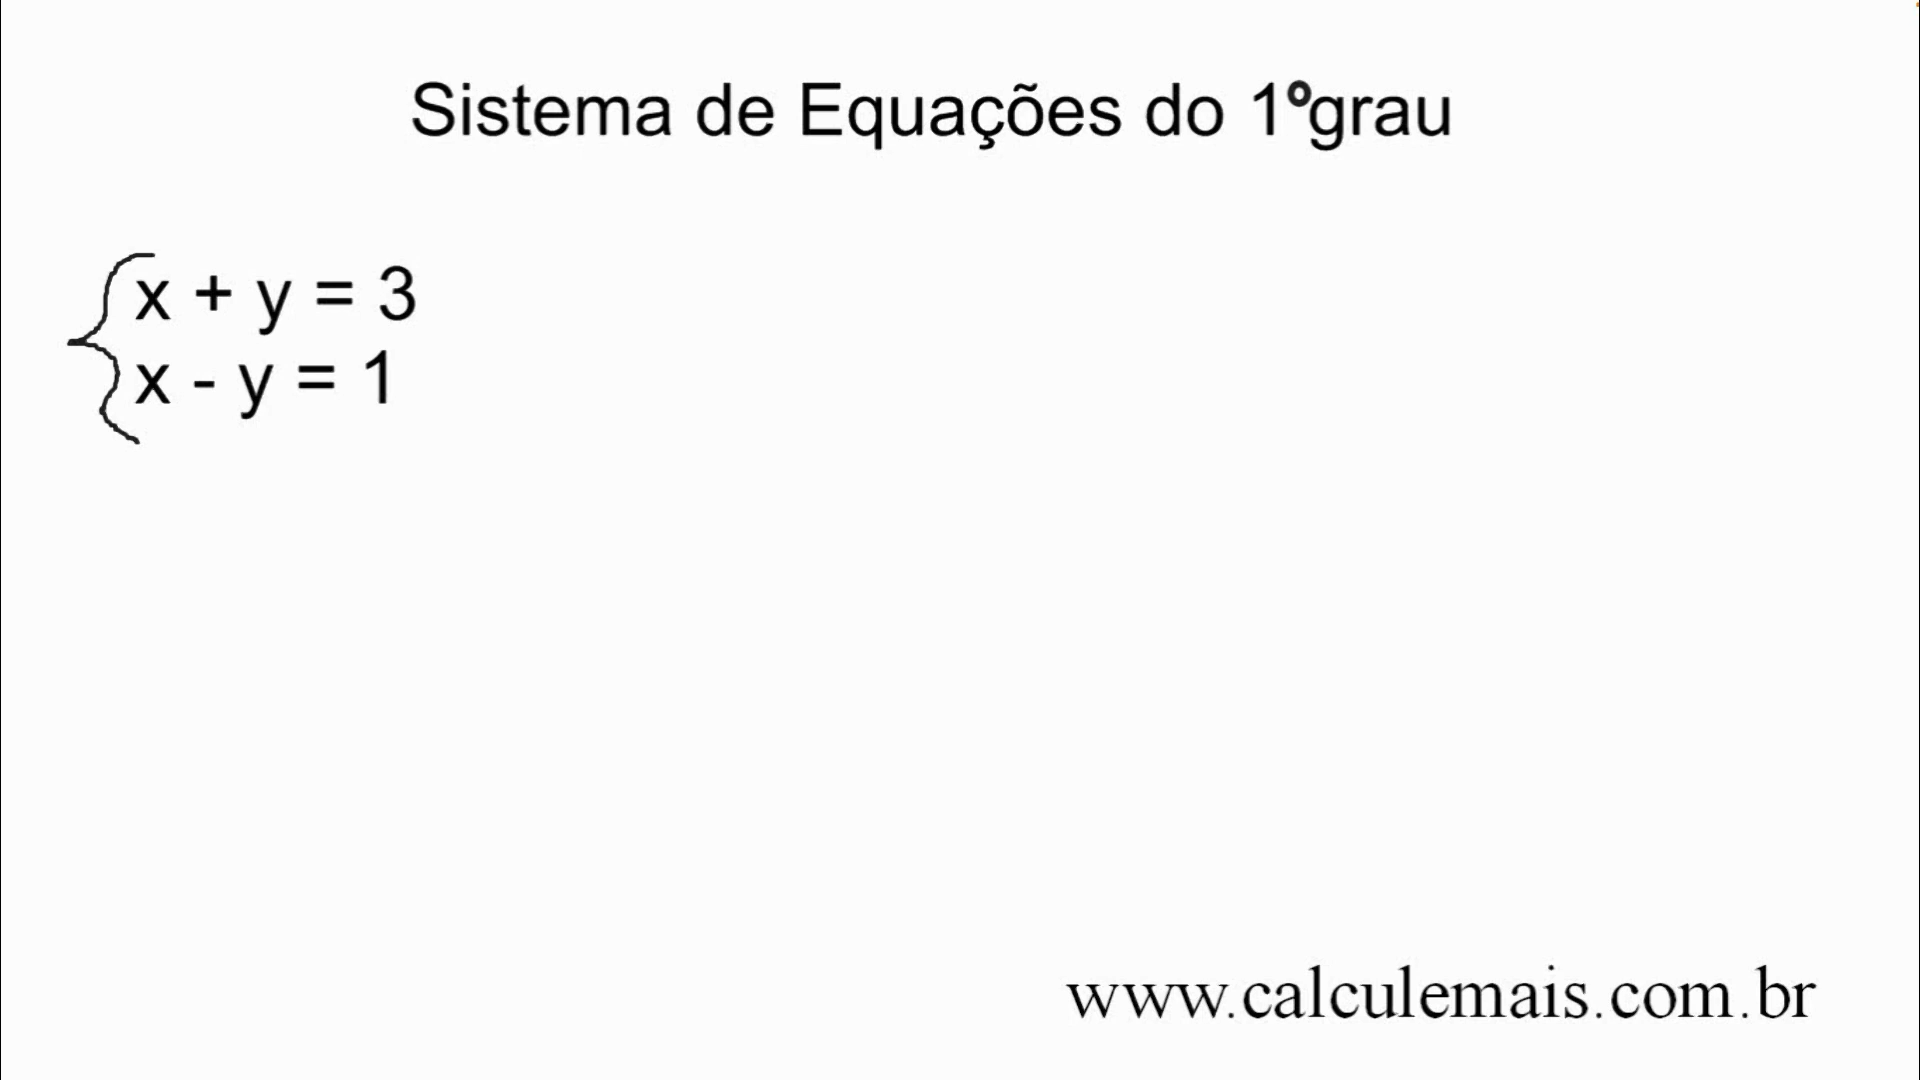 Sistema de Equações do 1ºgrau
x + y = 3
x - y = 1
www.calculemais.com.br